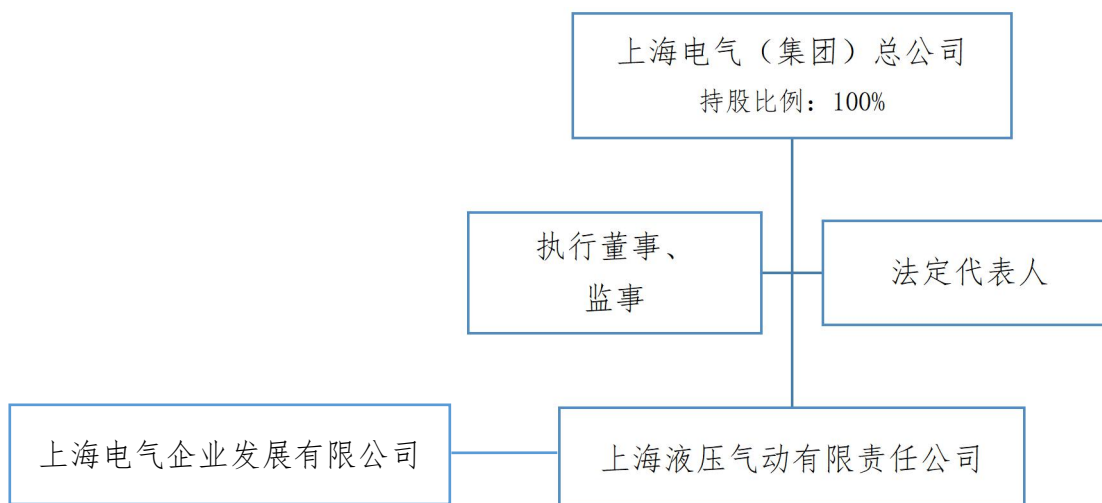 上海电气（集团）总公司
持股比例：100%
执行董事、
监事
法定代表人
上海电气企业发展有限公司
上海液压气动有限责任公司